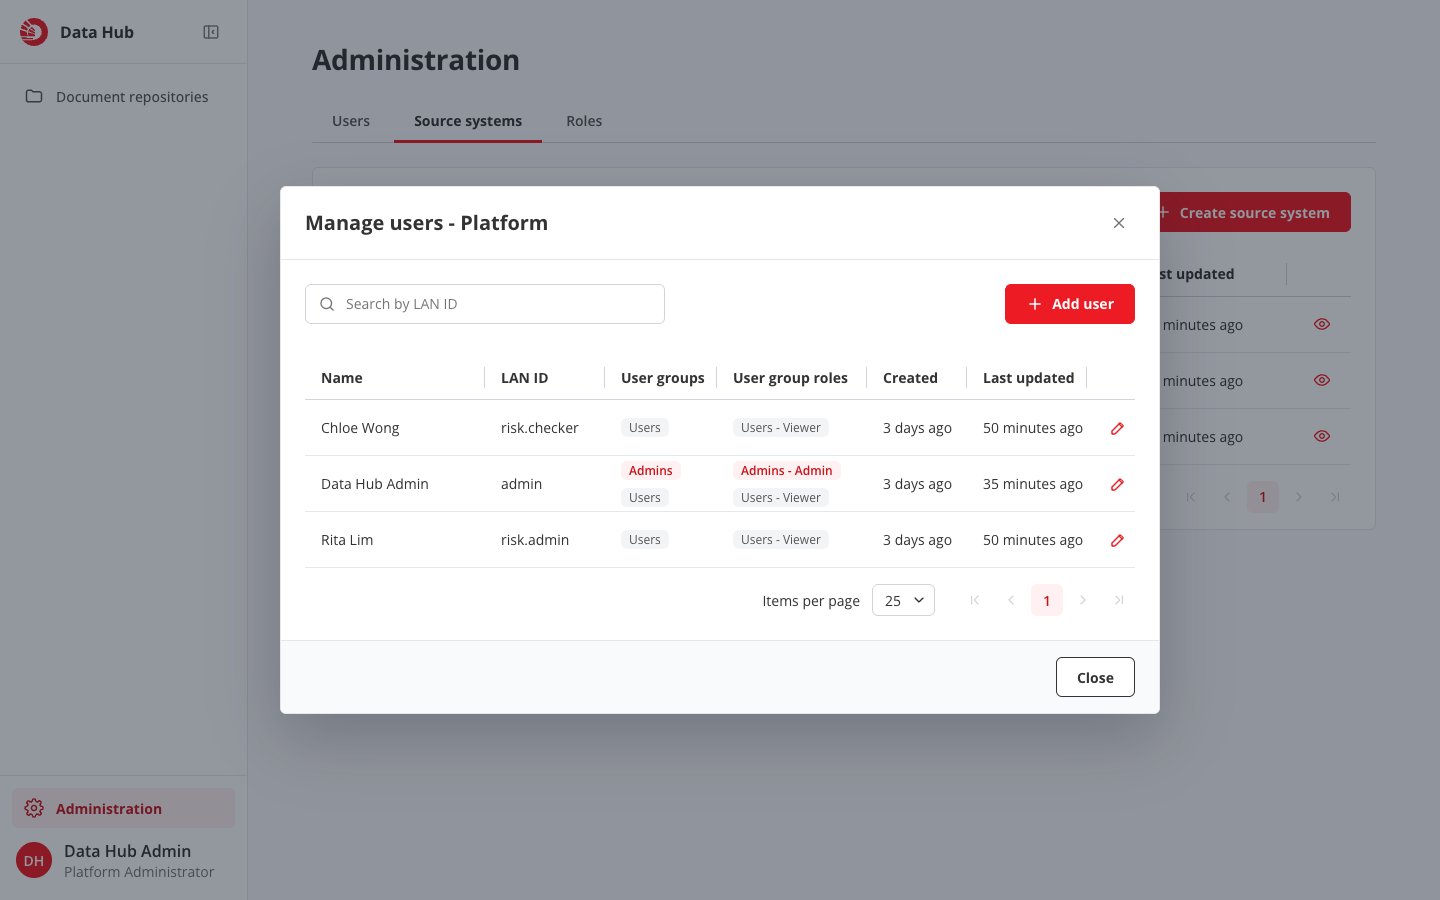 Data Hub
Document repositories
Administration
Users
Source systems
Roles
Create source system
st updated
minutes ago
minutes ago
minutes ago
1
Manage users - Platform
Search by LAN ID
Add user
Name LAN ID User groups User group roles Created Last updated
Chloe Wong risk.checker Users Users - Viewer 3 days ago 50 minutes ago
Data Hub Admin admin Admins Users Admins - Admin Users - Viewer 3 days ago 35 minutes ago
Rita Lim risk.admin Users Users - Viewer 3 days ago 50 minutes ago
Items per page 25 1
Close
Administration
DH
Data Hub Admin
Platform Administrator